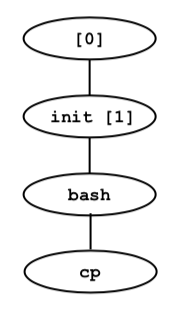 [0]
init [1]
bash
cp